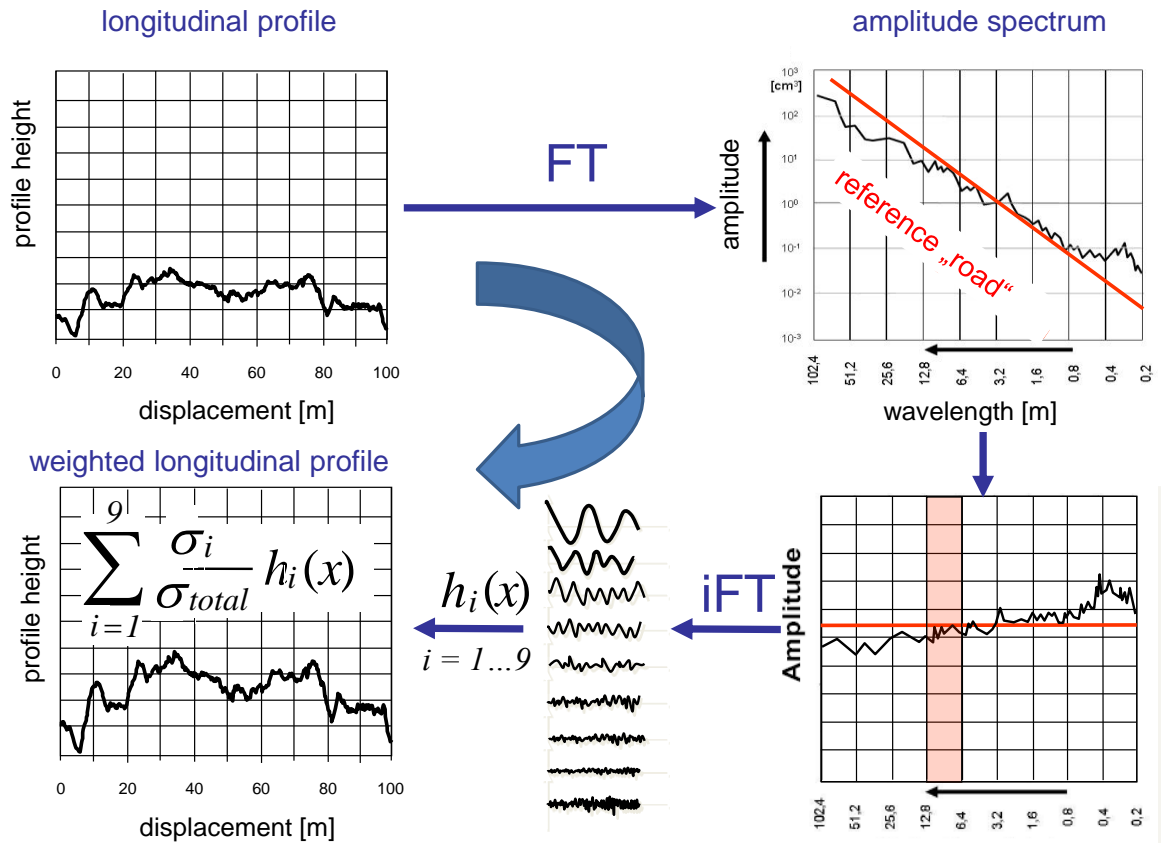 longitudinal profile
amplitude spectrum
profile height
0 20 40 60 80 100
displacement [m]
FT
amplitude
[cm³]
10³
10²
10¹
10⁰
10⁻¹
10⁻²
10⁻³
reference „road“
102,4 51,2 25,6 12,8 6,4 3,2 1,6 0,8 0,4 0,2
wavelength [m]
weighted longitudinal profile
profile height
9
∑ σᵢ / σ_total hᵢ(x)
i=1
0 20 40 60 80 100
displacement [m]
hᵢ(x)
i = 1...9
iFT
Amplitude
102,4 51,2 25,6 12,8 6,4 3,2 1,6 0,8 0,4 0,2